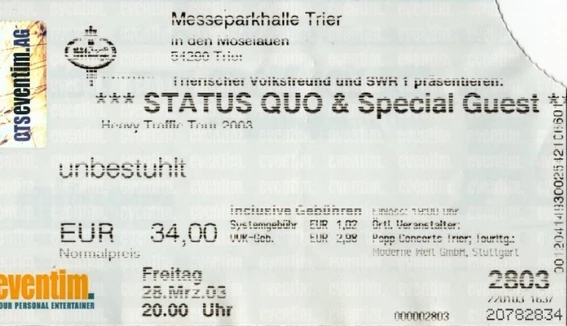 Messeparkhalle Trier
in den Moselauen
54290 Trier
Trierischer Volksfreund und SWR 1 präsentieren:
*** STATUS QUO & Special Guest **
Heavy Traffic Tour 2003
unbestuhlt
inclusive Gebühren Einlass: 19:00 Uhr
EUR 34,00 Systemgebühr EUR 1,02 Örtl. Veranstalter:
VVK-Geb. EUR 2,98 Popp Concerts Trier; Touritg.:
Normalpreis Moderne Welt GmbH, Stuttgart
Freitag
28.Mrz.03
20.00 Uhr
2803
000002803 20782834
CTSeventim.AG
eventim.
OUR PERSONAL ENTERTAINER